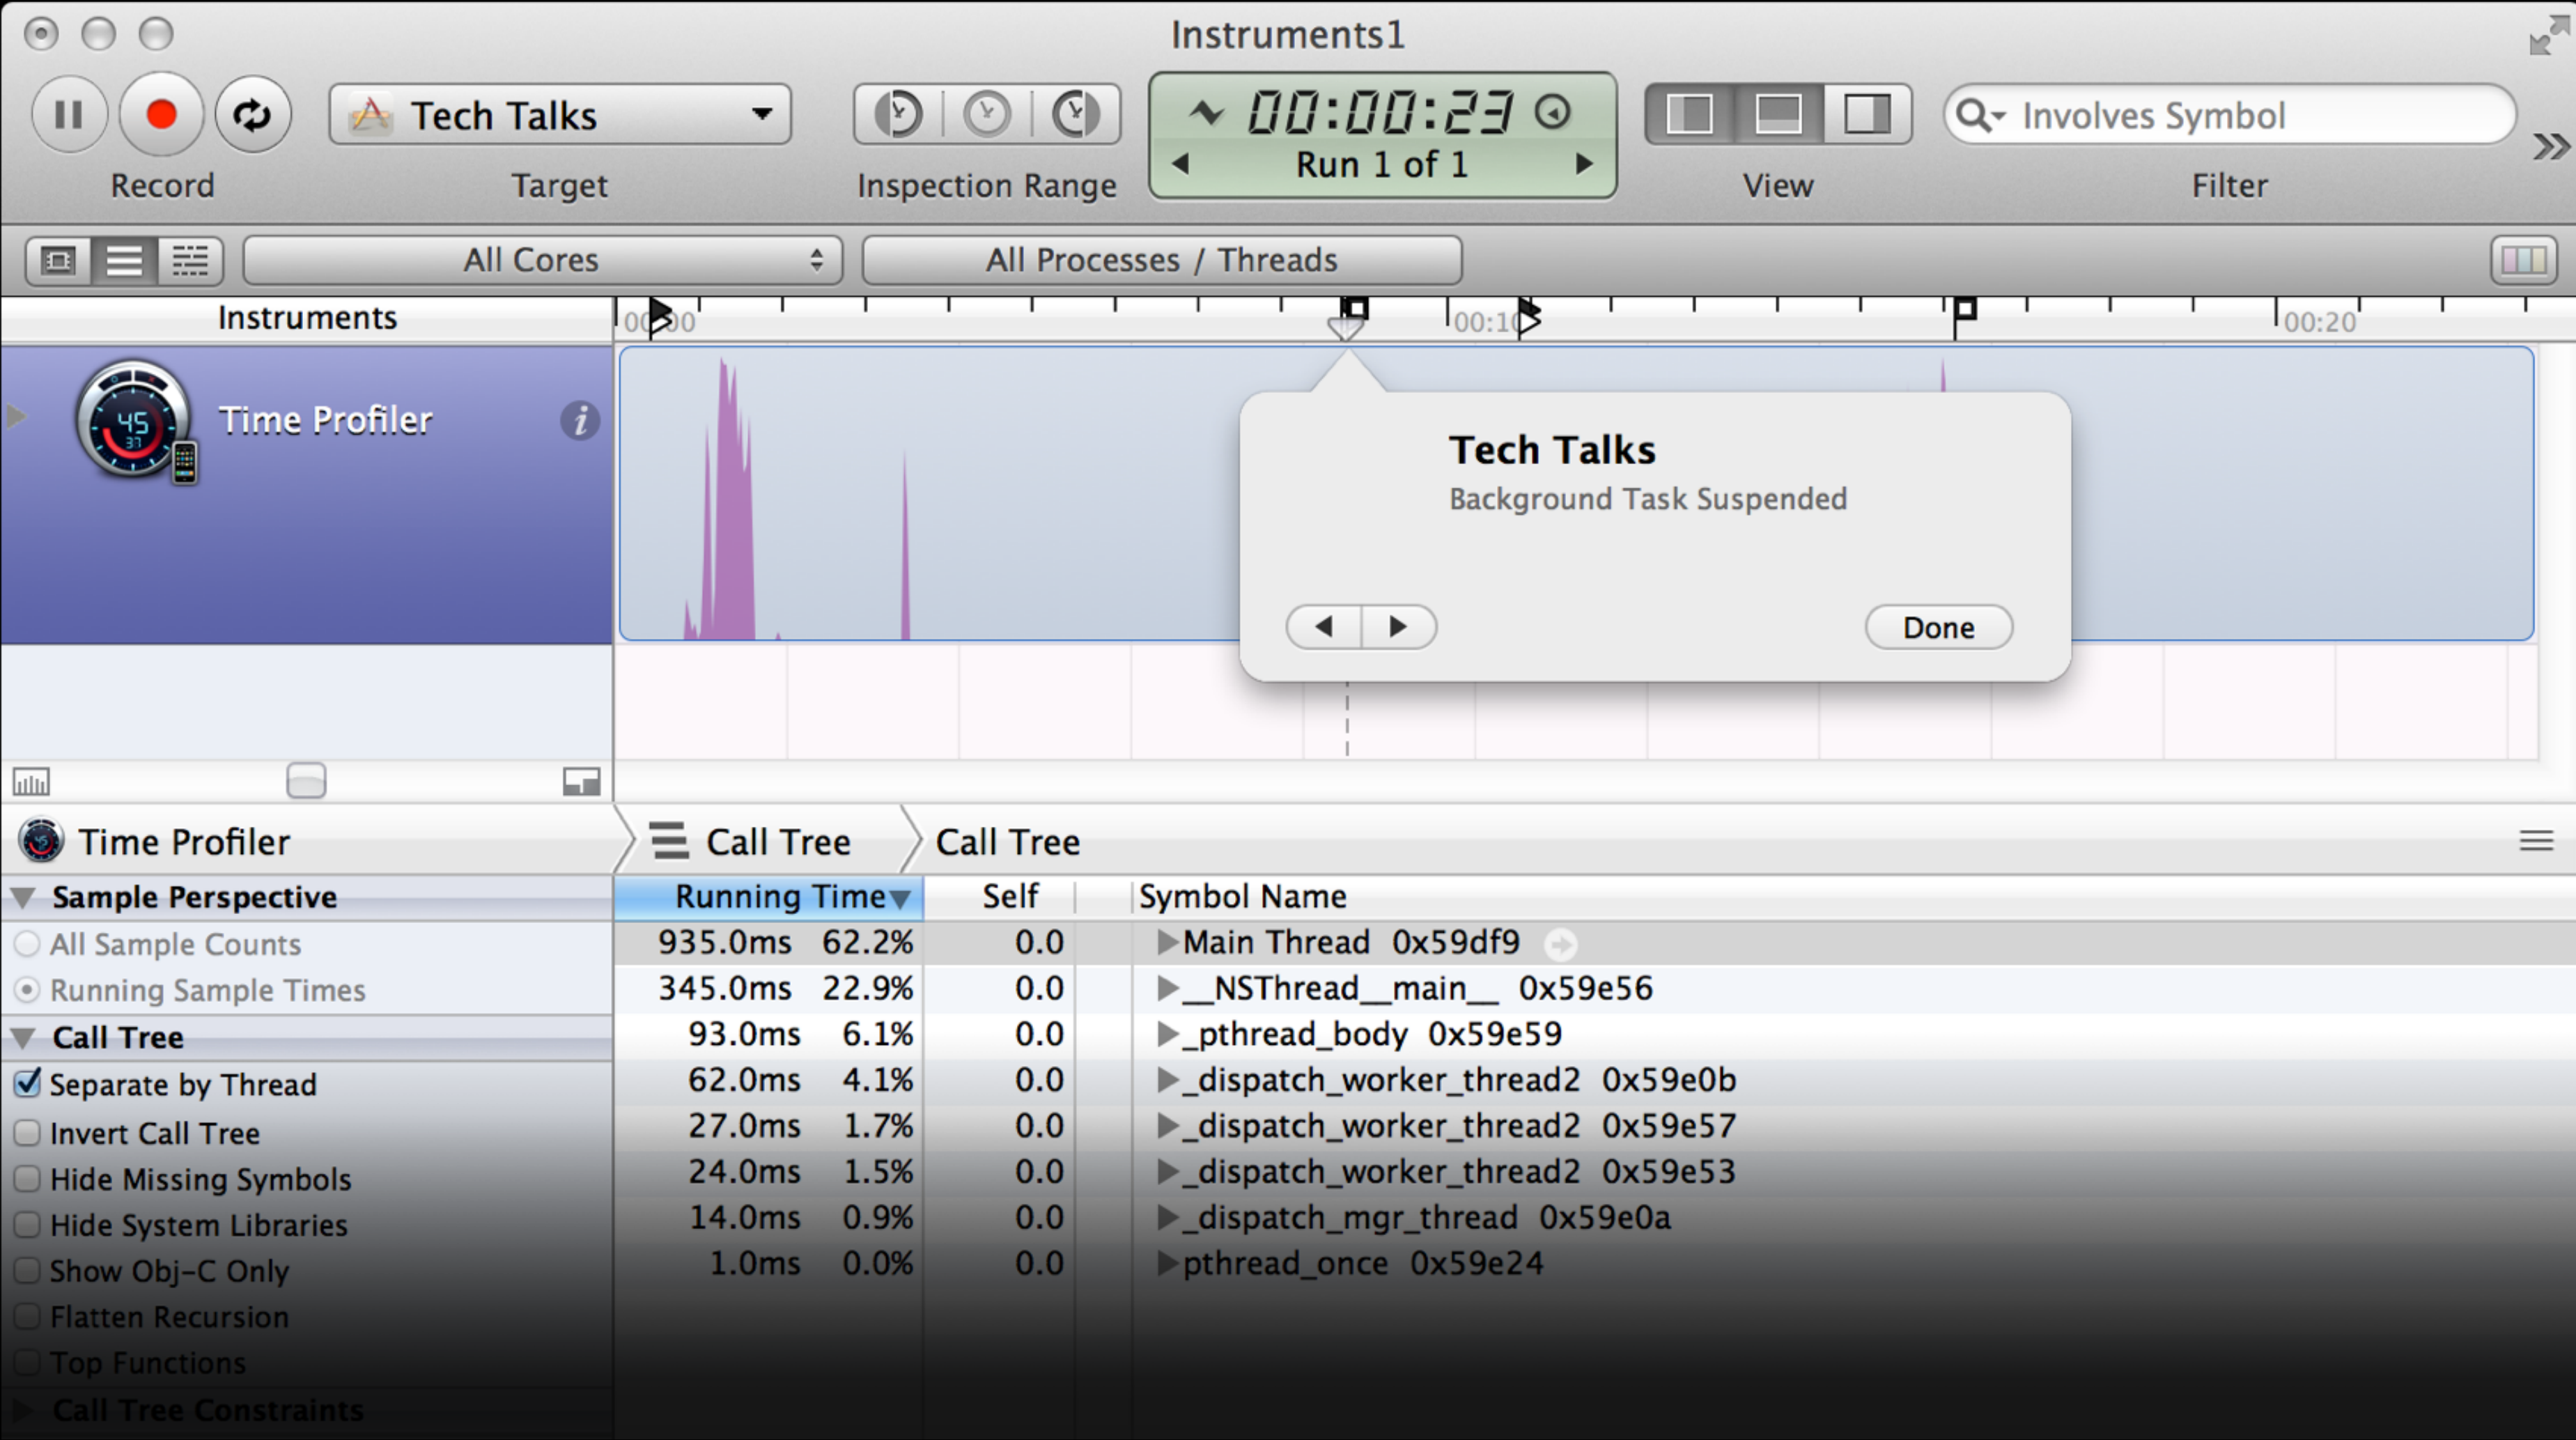 Instruments1
Tech Talks
00:00:23
Run 1 of 1
Involves Symbol
Record
Target
Inspection Range
View
Filter
All Cores
All Processes / Threads
Instruments
00:00
00:10
00:20
45
37
Time Profiler
Tech Talks
Background Task Suspended
Done
Time Profiler
Call Tree
Call Tree
Sample Perspective
All Sample Counts
Running Sample Times
Call Tree
Separate by Thread
Invert Call Tree
Hide Missing Symbols
Hide System Libraries
Show Obj-C Only
Flatten Recursion
Top Functions
Call Tree Constraints
Running Time Self Symbol Name
935.0ms 62.2% 0.0 Main Thread 0x59df9
345.0ms 22.9% 0.0 __NSThread__main__ 0x59e56
93.0ms 6.1% 0.0 _pthread_body 0x59e59
62.0ms 4.1% 0.0 _dispatch_worker_thread2 0x59e0b
27.0ms 1.7% 0.0 _dispatch_worker_thread2 0x59e57
24.0ms 1.5% 0.0 _dispatch_worker_thread2 0x59e53
14.0ms 0.9% 0.0 _dispatch_mgr_thread 0x59e0a
1.0ms 0.0% 0.0 pthread_once 0x59e24